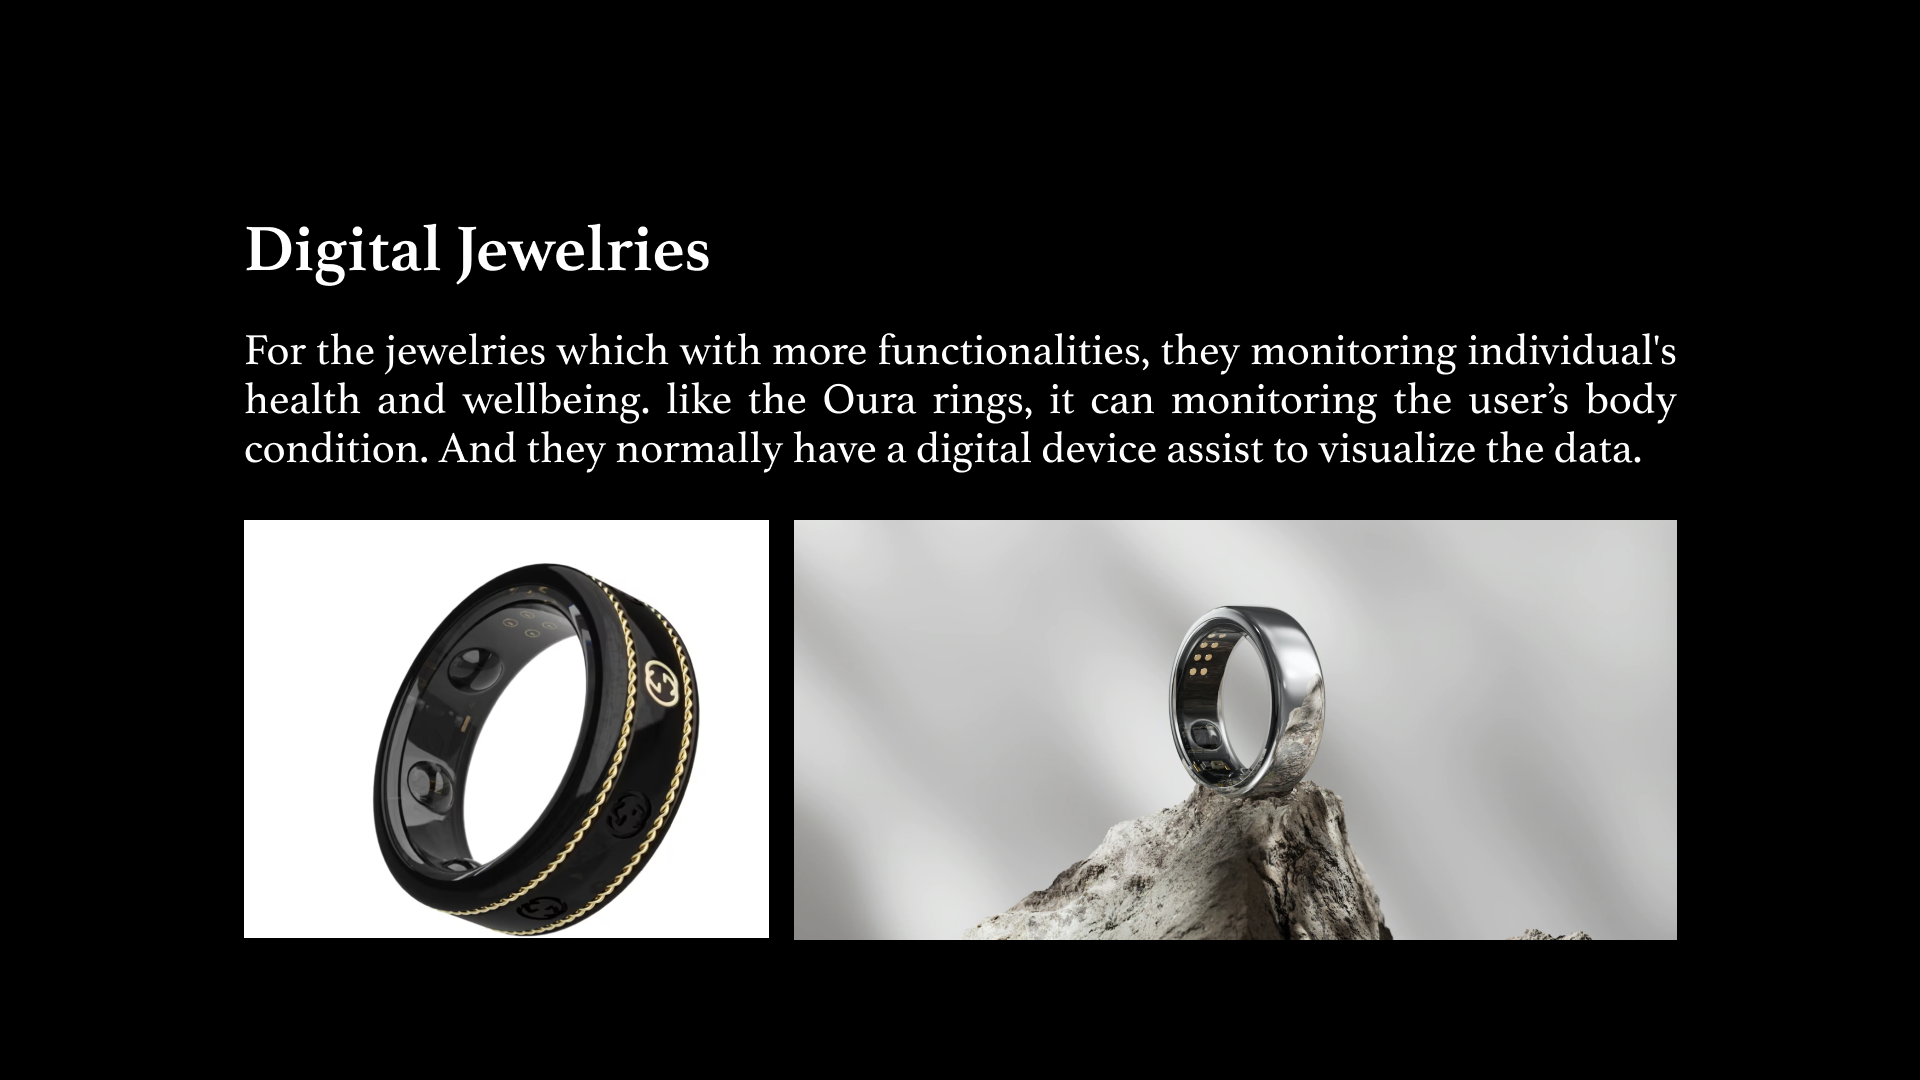 Digital Jewelries
For the jewelries which with more functionalities, they monitoring individual's
health and wellbeing. like the Oura rings, it can monitoring the user’s body
condition. And they normally have a digital device assist to visualize the data.